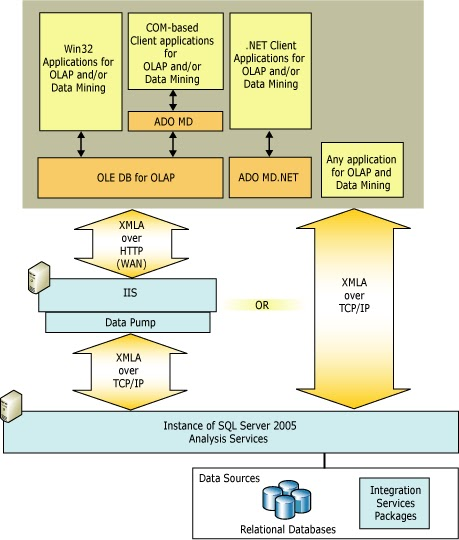 Win32
Applications for
OLAP and/or
Data Mining
COM-based
Client applications
for
OLAP and/or
Data Mining
.NET Client
Applications for
OLAP and/or
Data Mining
ADO MD
OLE DB for OLAP
ADO MD.NET
Any application
for OLAP and
Data Mining
XMLA
over
HTTP
(WAN)
IIS
Data Pump
OR
XMLA
over
TCP/IP
XMLA
over
TCP/IP
Instance of SQL Server 2005
Analysis Services
Data Sources
Relational Databases
Integration
Services
Packages